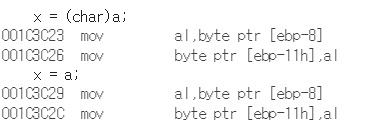 x = (char)a;
001C3C23 mov al,byte ptr [ebp-8]
001C3C26 mov byte ptr [ebp-11h],al
x = a;
001C3C29 mov al,byte ptr [ebp-8]
001C3C2C mov byte ptr [ebp-11h],al